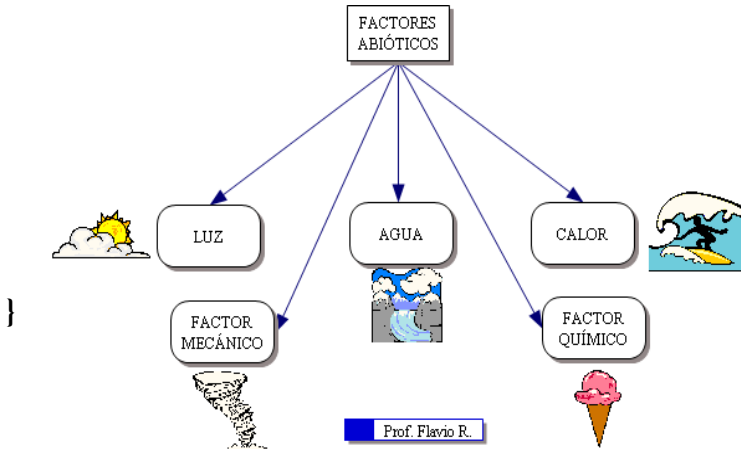 FACTORES
ABIÓTICOS
LUZ
AGUA
CALOR
}
FACTOR
MECÁNICO
FACTOR
QUÍMICO
Prof. Flavio R.